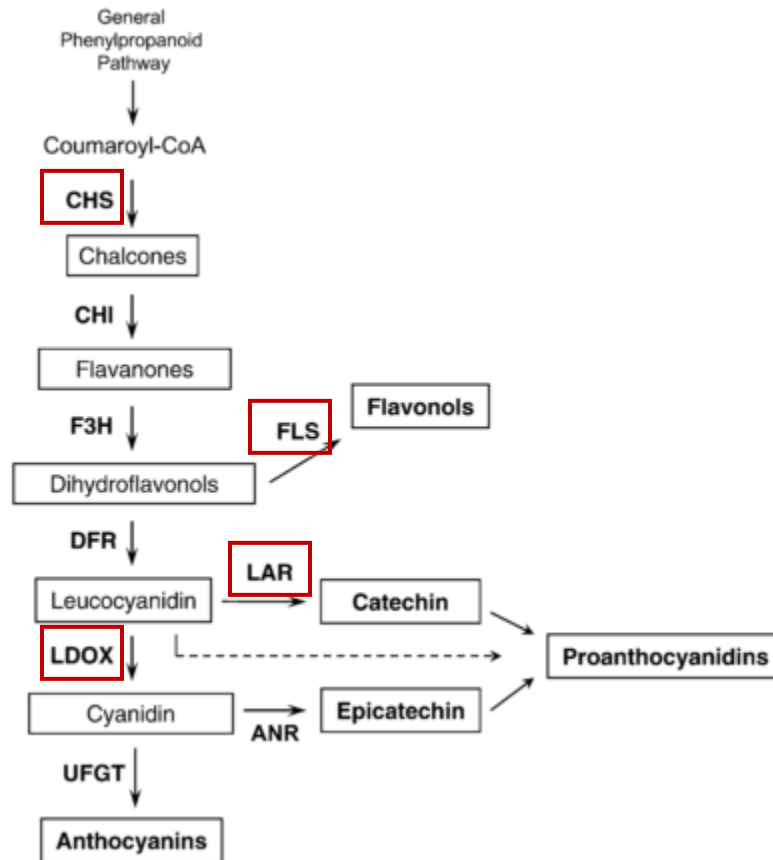 General
Phenylpropanoid
Pathway
Coumaroyl-CoA
CHS
Chalcones
CHI
Flavanones
F3H
FLS
Flavonols
Dihydroflavonols
DFR
LAR
Leucocyanidin
Catechin
LDOX
Proanthocyanidins
Cyanidin
ANR
Epicatechin
UFGT
Anthocyanins